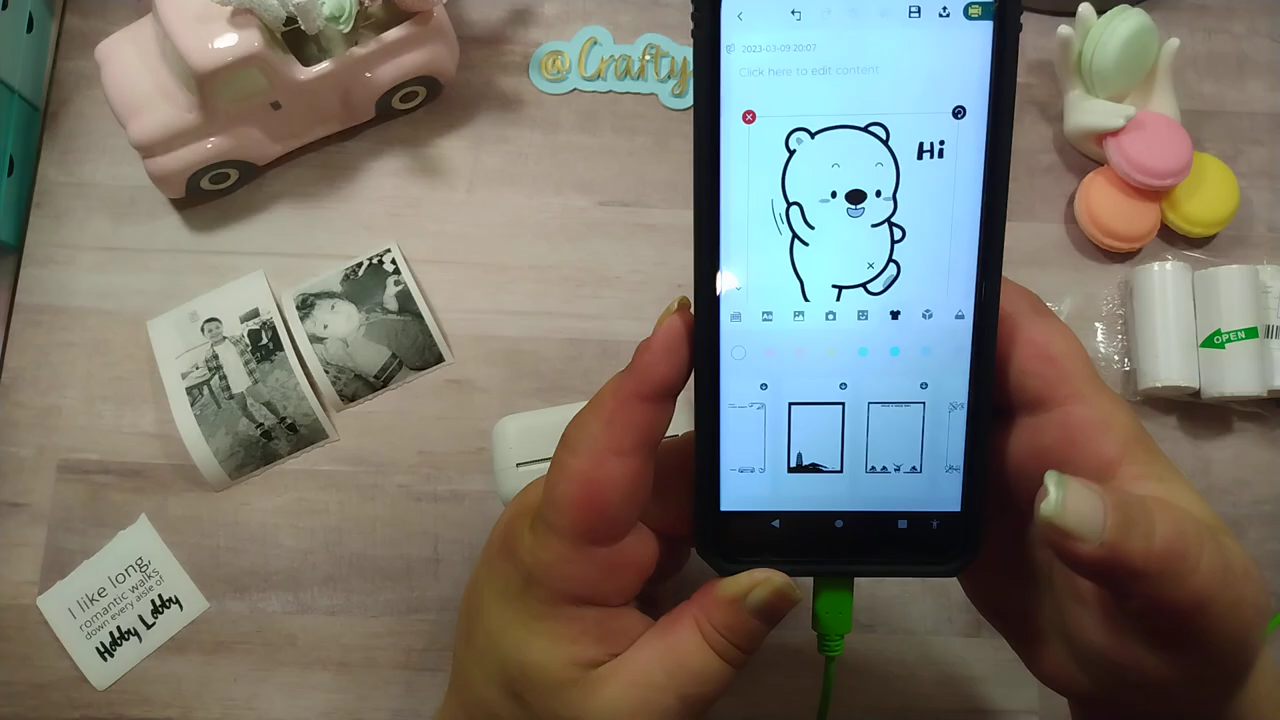 @Crafty
2023-03-09 20:07
Click here to edit content
Hi
OPEN
I like long,
romantic walks
down every aisle of
Hobby Lobby